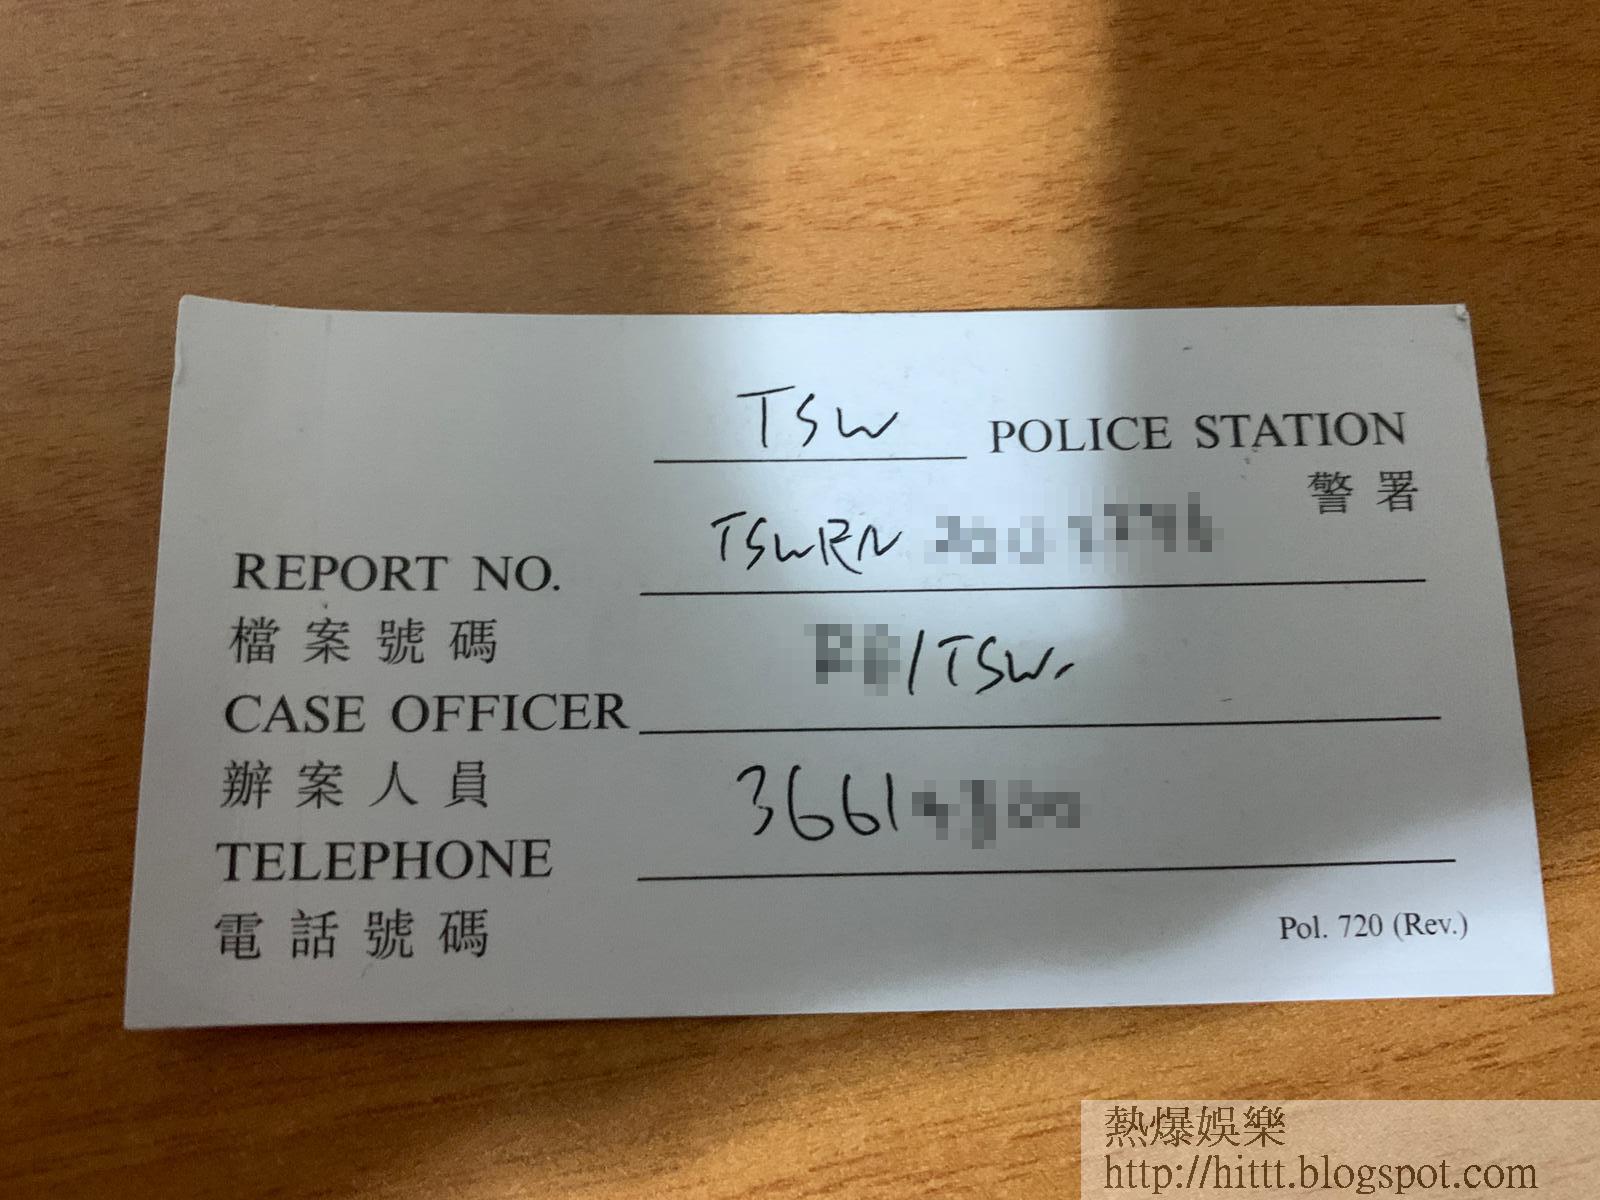 TSW POLICE STATION
警署
REPORT NO. TSWRN
檔案號碼
CASE OFFICER /TSW.
辦案人員
TELEPHONE 3661
電話號碼
Pol. 720 (Rev.)
熱爆娛樂
http://hittt.blogspot.com